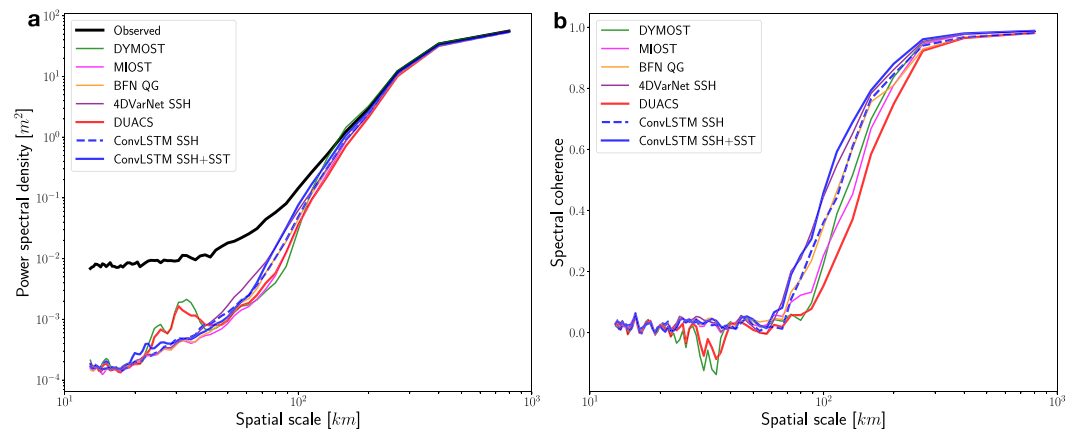 a
Power spectral density [m²]
10²
10¹
10⁰
10⁻¹
10⁻²
10⁻³
10⁻⁴
Observed
DYMOST
MIOST
BFN QG
4DVarNet SSH
DUACS
ConvLSTM SSH
ConvLSTM SSH+SST
10¹
10²
10³
Spatial scale [km]
b
Spectral coherence
1.0
0.8
0.6
0.4
0.2
0.0
DYMOST
MIOST
BFN QG
4DVarNet SSH
DUACS
ConvLSTM SSH
ConvLSTM SSH+SST
10¹
10²
10³
Spatial scale [km]